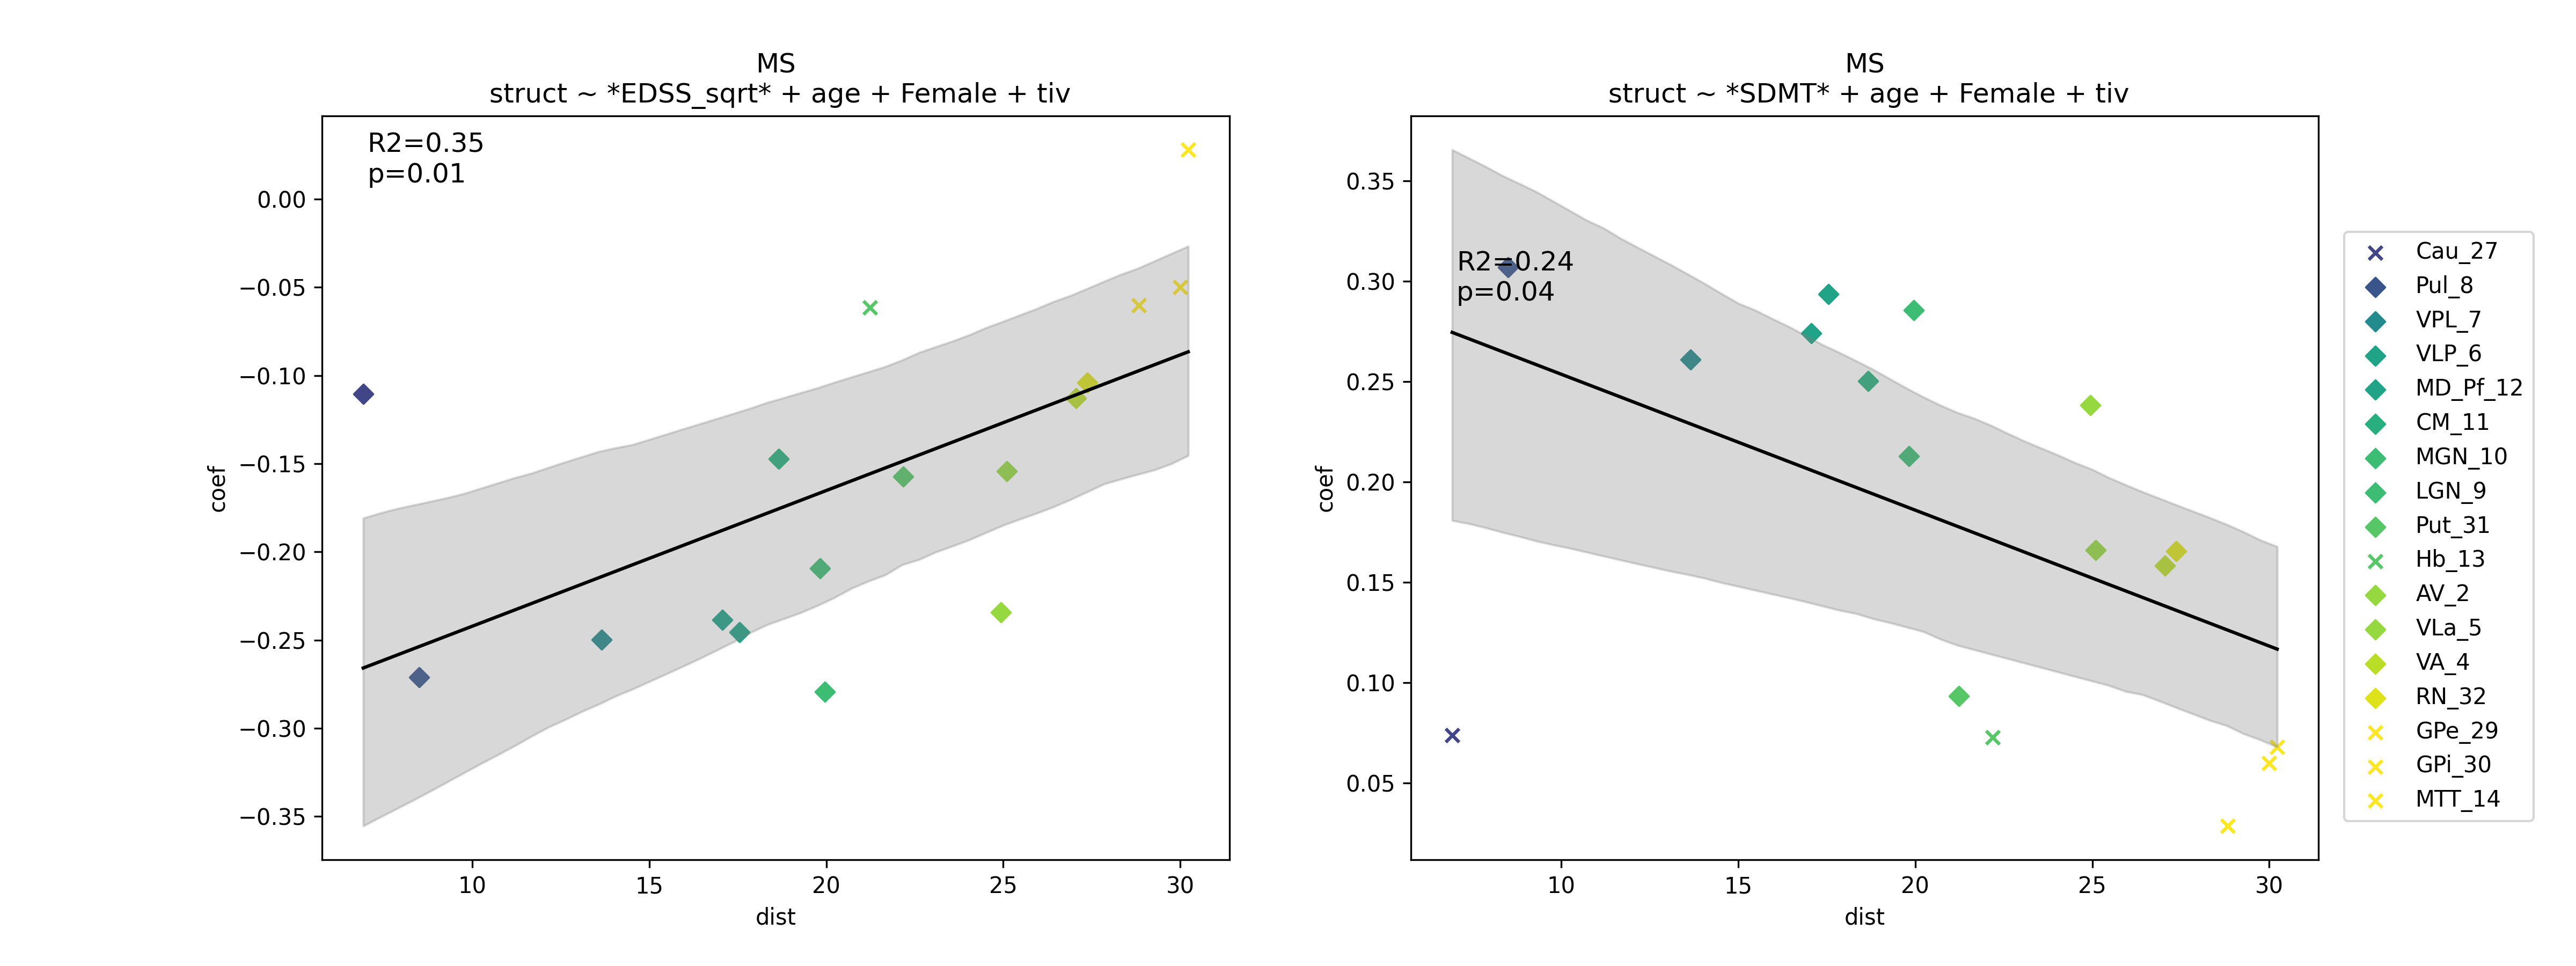 MS
struct ~ *EDSS_sqrt* + age + Female + tiv
R2=0.35
p=0.01
0.00
−0.05
−0.10
−0.15
−0.20
−0.25
−0.30
−0.35
coef
10
15
20
25
30
dist
MS
struct ~ *SDMT* + age + Female + tiv
R2=0.24
p=0.04
0.35
0.30
0.25
0.20
0.15
0.10
0.05
coef
10
15
20
25
30
dist
Cau_27
Pul_8
VPL_7
VLP_6
MD_Pf_12
CM_11
MGN_10
LGN_9
Put_31
Hb_13
AV_2
VLa_5
VA_4
RN_32
GPe_29
GPi_30
MTT_14